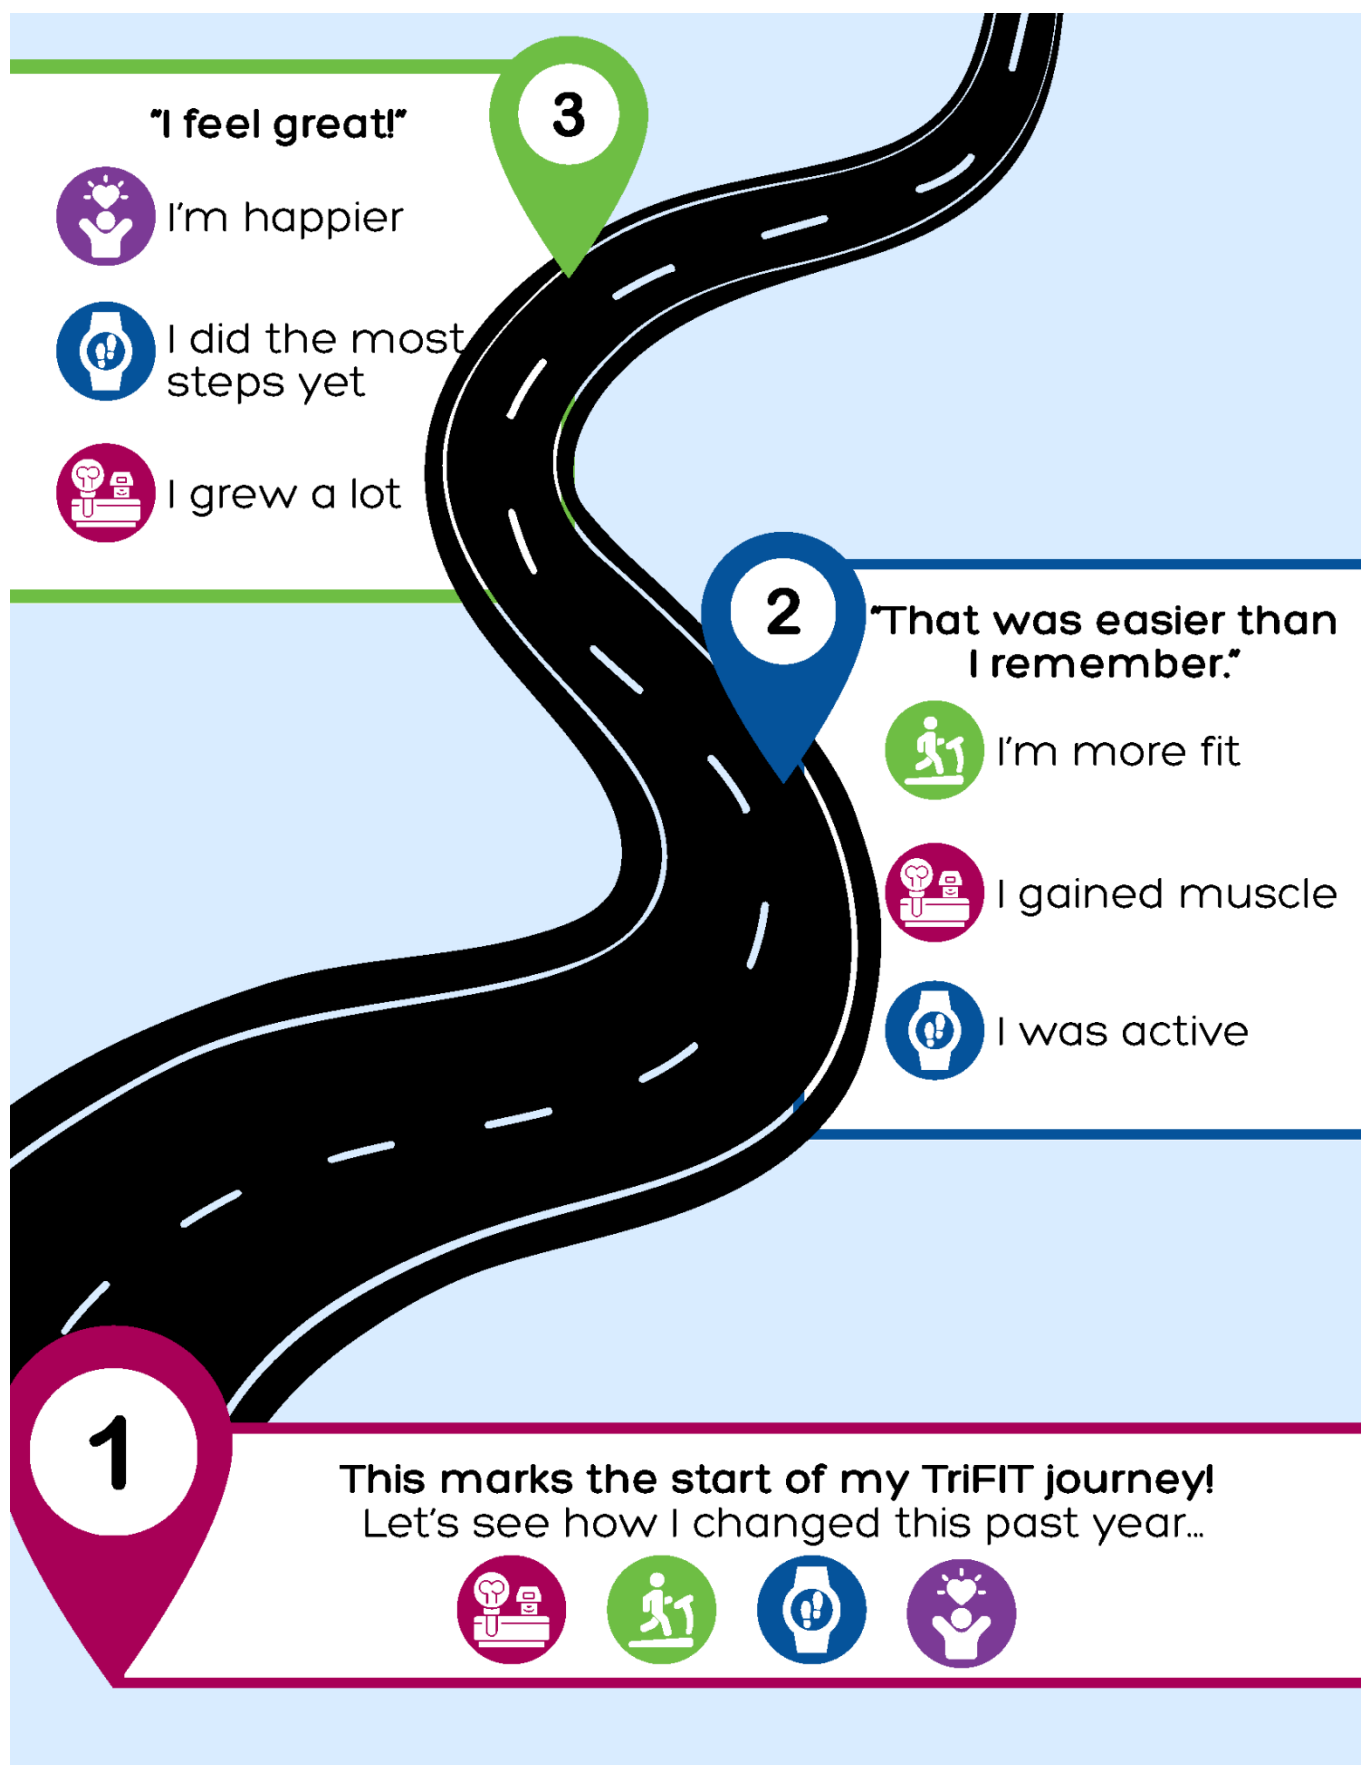 3
"I feel great!"
I'm happier
I did the most
steps yet
I grew a lot
2
"That was easier than
I remember."
I'm more fit
I gained muscle
I was active
1
This marks the start of my TriFIT journey!
Let's see how I changed this past year...